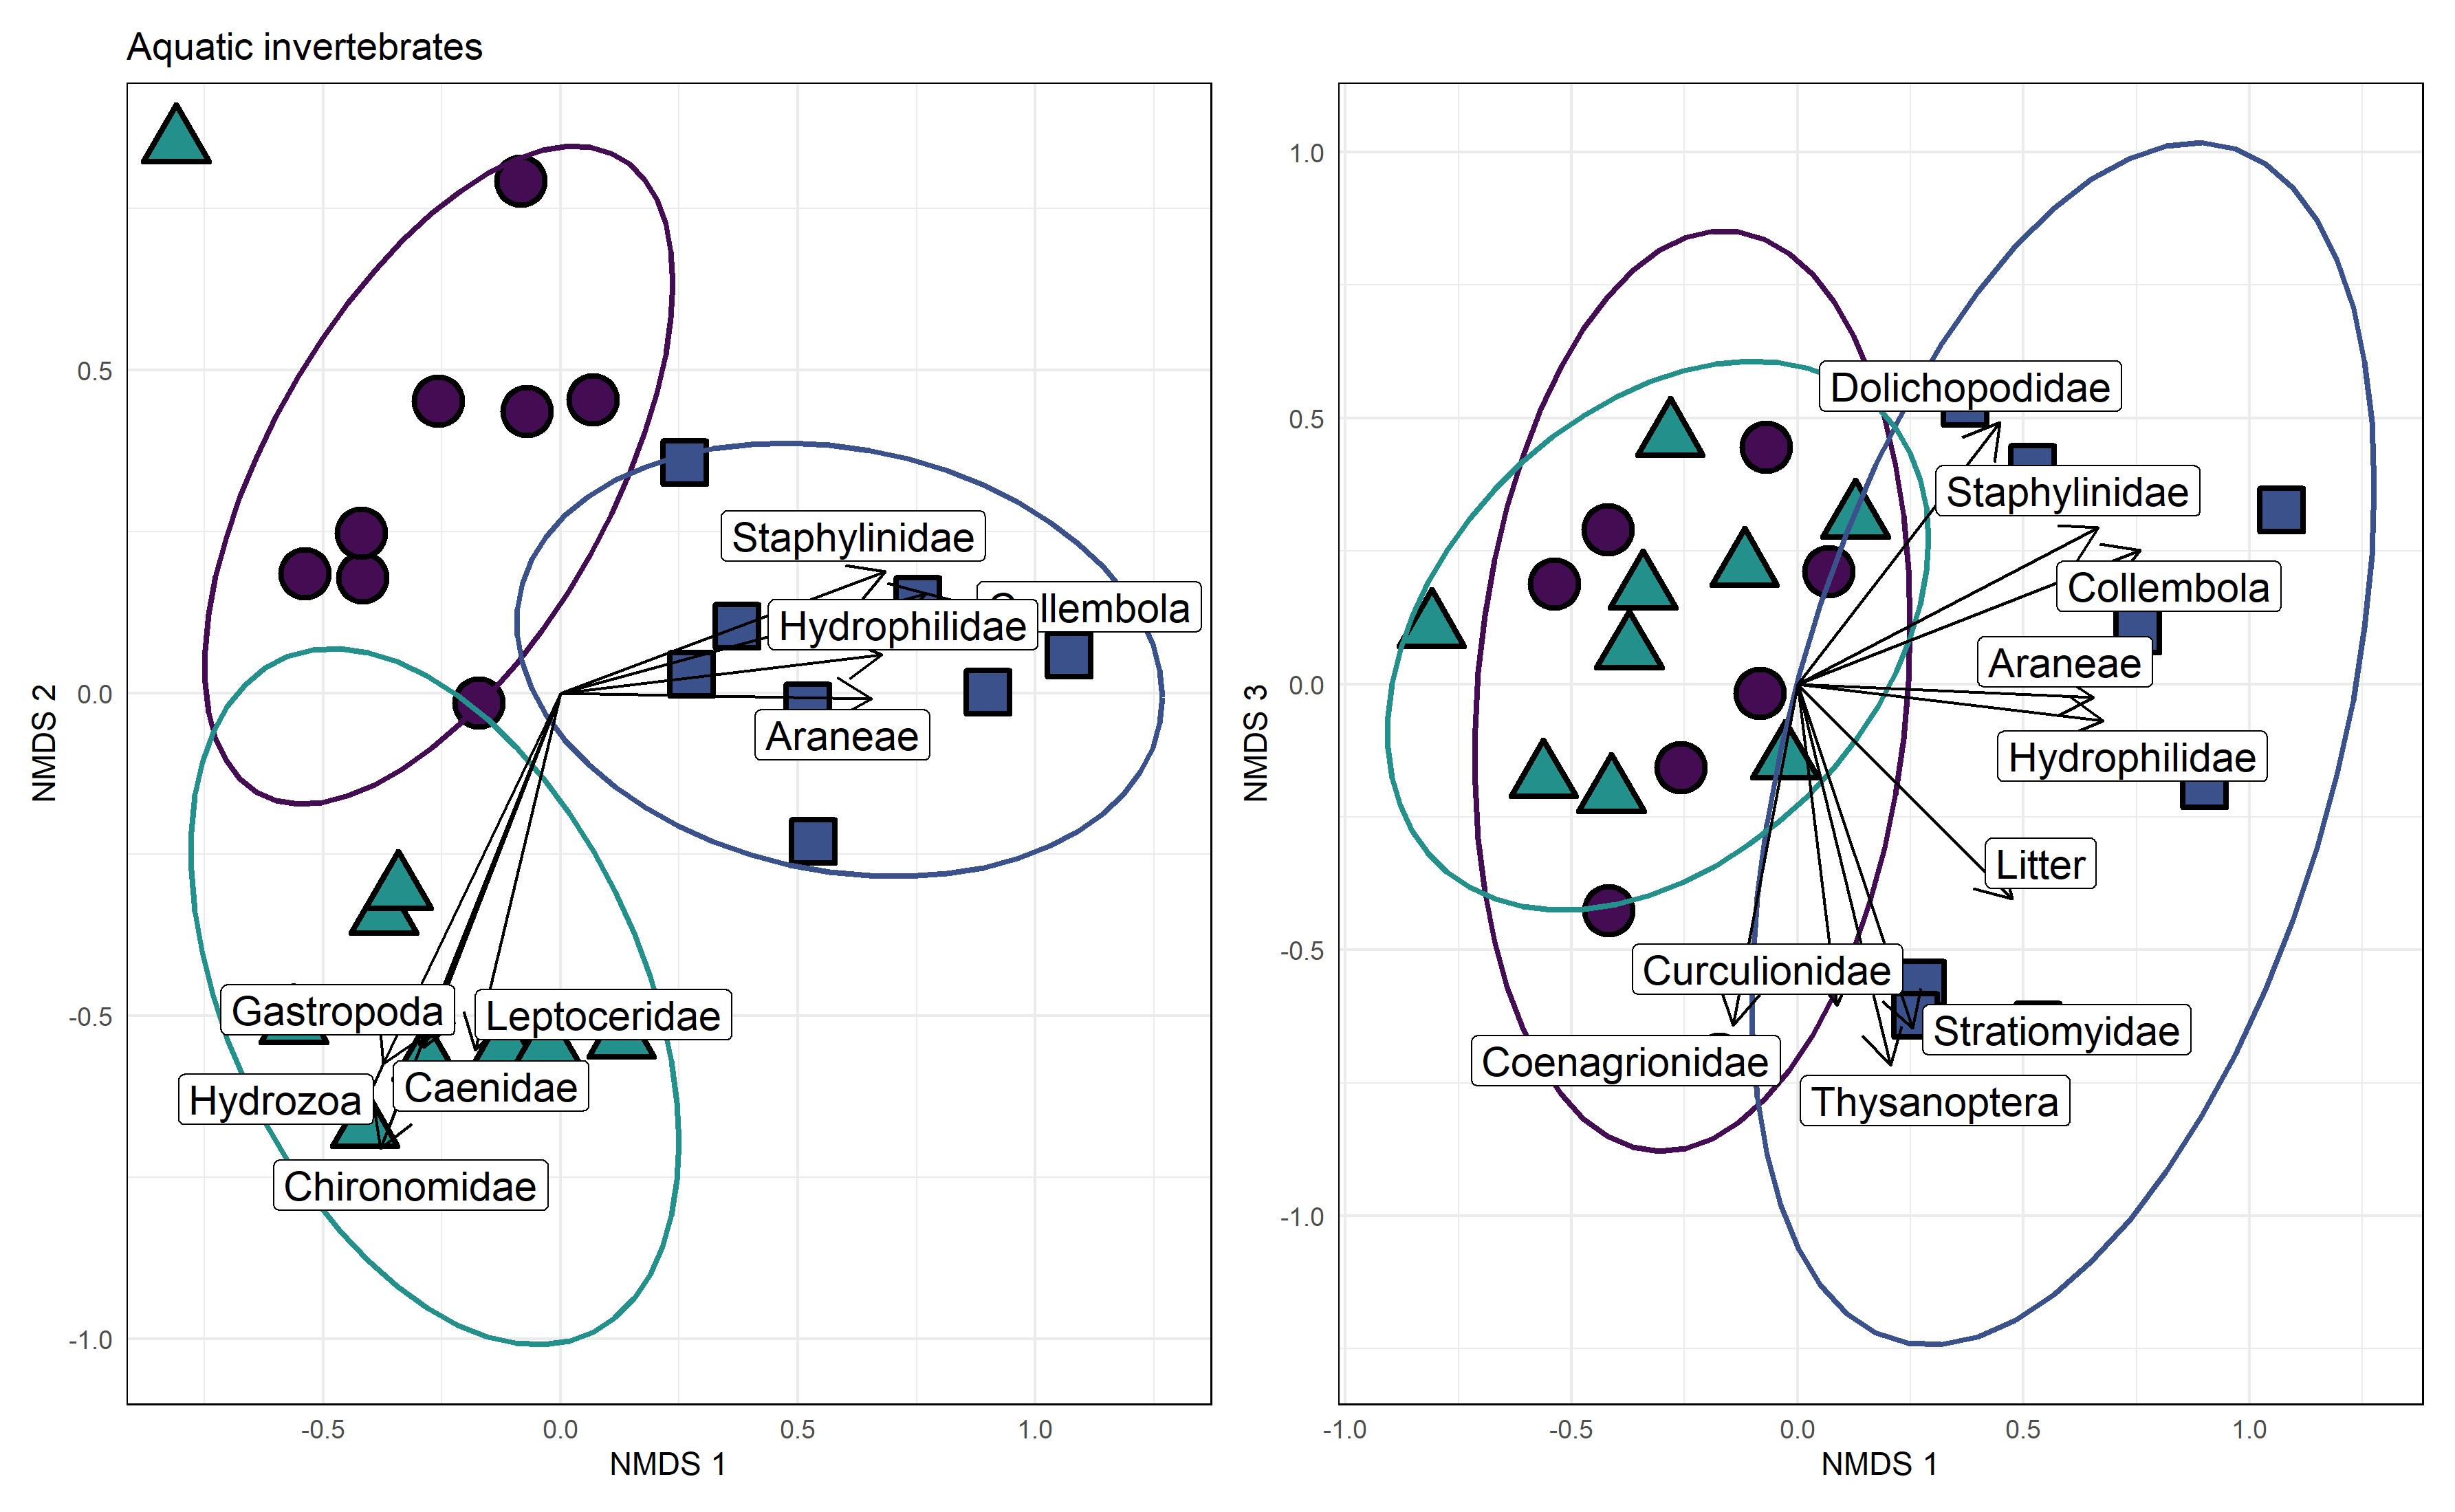 Aquatic invertebrates
NMDS 2
0.5
0.0
-0.5
-1.0
Staphylinidae
Collembola
Hydrophilidae
Araneae
Gastropoda
Leptoceridae
Caenidae
Hydrozoa
Chironomidae
-0.5
0.0
0.5
1.0
NMDS 1
NMDS 3
1.0
0.5
0.0
-0.5
-1.0
Dolichopodidae
Staphylinidae
Collembola
Araneae
Hydrophilidae
Litter
Curculionidae
Stratiomyidae
Coenagrionidae
Thysanoptera
-1.0
-0.5
0.0
0.5
1.0
NMDS 1